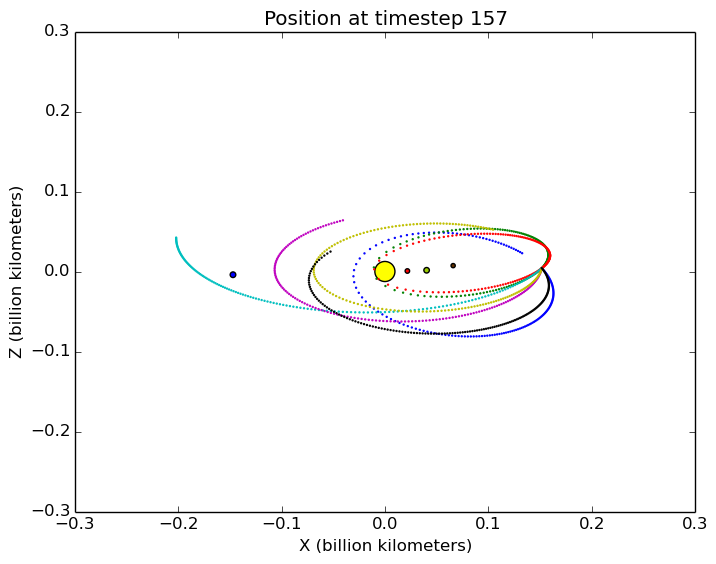 Position at timestep 157
0.3
0.2
0.1
0.0
−0.1
−0.2
−0.3
Z (billion kilometers)
−0.3 −0.2 −0.1 0.0 0.1 0.2 0.3
X (billion kilometers)